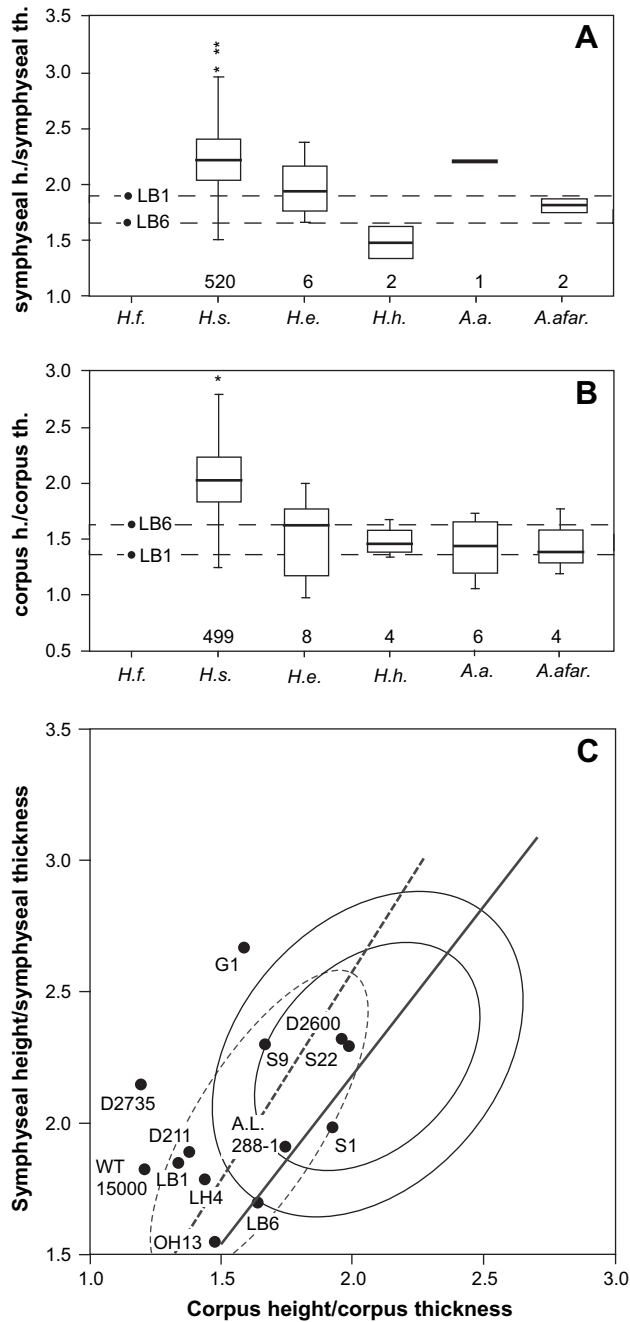 A
symphyseal h./symphyseal th.
3.5
3.0
2.5
2.0
1.5
1.0
* * *
LB1
LB6
520 6 2 1 2
H.f. H.s. H.e. H.h. A.a. A.afar.
B
corpus h./corpus th.
3.0
2.5
2.0
1.5
1.0
0.5
*
LB6
LB1
499 8 4 6 4
H.f. H.s. H.e. H.h. A.a. A.afar.
C
Symphyseal height/symphyseal thickness
3.5
3.0
2.5
2.0
1.5
G1
D2600
S9 S22
D2735
A.L.
288-1
S1
D211
WT
15000
LB1
LH4
LB6
OH13
1.0 1.5 2.0 2.5 3.0
Corpus height/corpus thickness